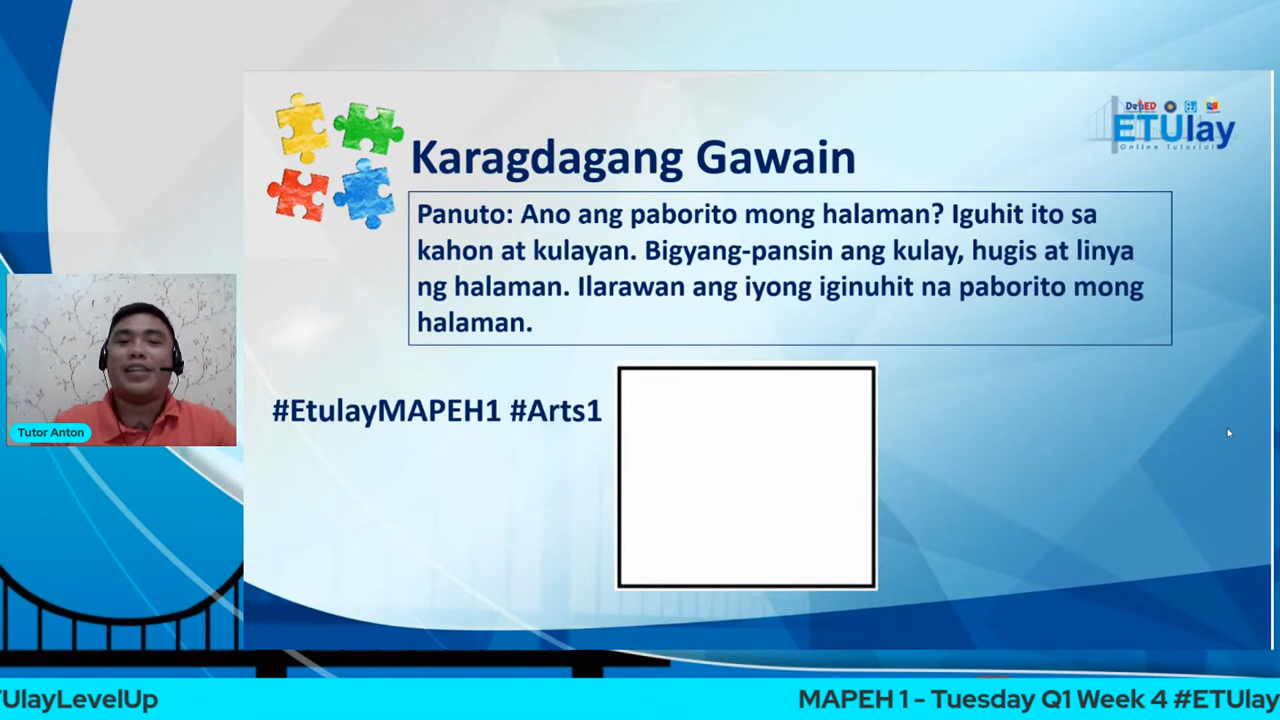 DepED
ETUlay
Online Tutorial
Karagdagang Gawain
Panuto: Ano ang paborito mong halaman? Iguhit ito sa
kahon at kulayan. Bigyang-pansin ang kulay, hugis at linya
ng halaman. Ilarawan ang iyong iginuhit na paborito mong
halaman.
#EtulayMAPEH1 #Arts1
Tutor Anton
TUlayLevelUp
MAPEH 1 - Tuesday Q1 Week 4 #ETUlay